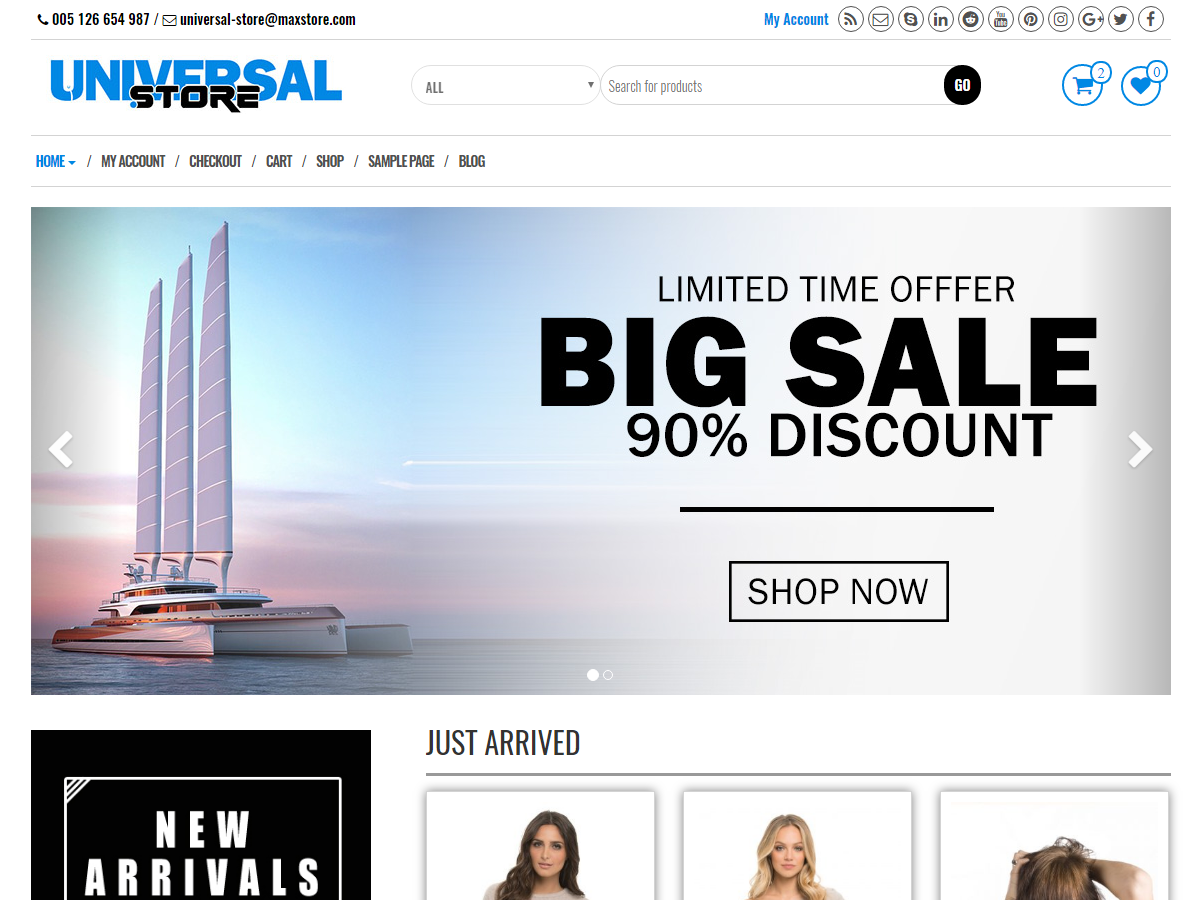 005 126 654 987 / universal-store@maxstore.com
My Account
UNIVERSAL
STORE
ALL
Search for products
GO
2
0
HOME / MY ACCOUNT / CHECKOUT / CART / SHOP / SAMPLE PAGE / BLOG
LIMITED TIME OFFFER
BIG SALE
90% DISCOUNT
SHOP NOW
JUST ARRIVED
NEW
ARRIVALS